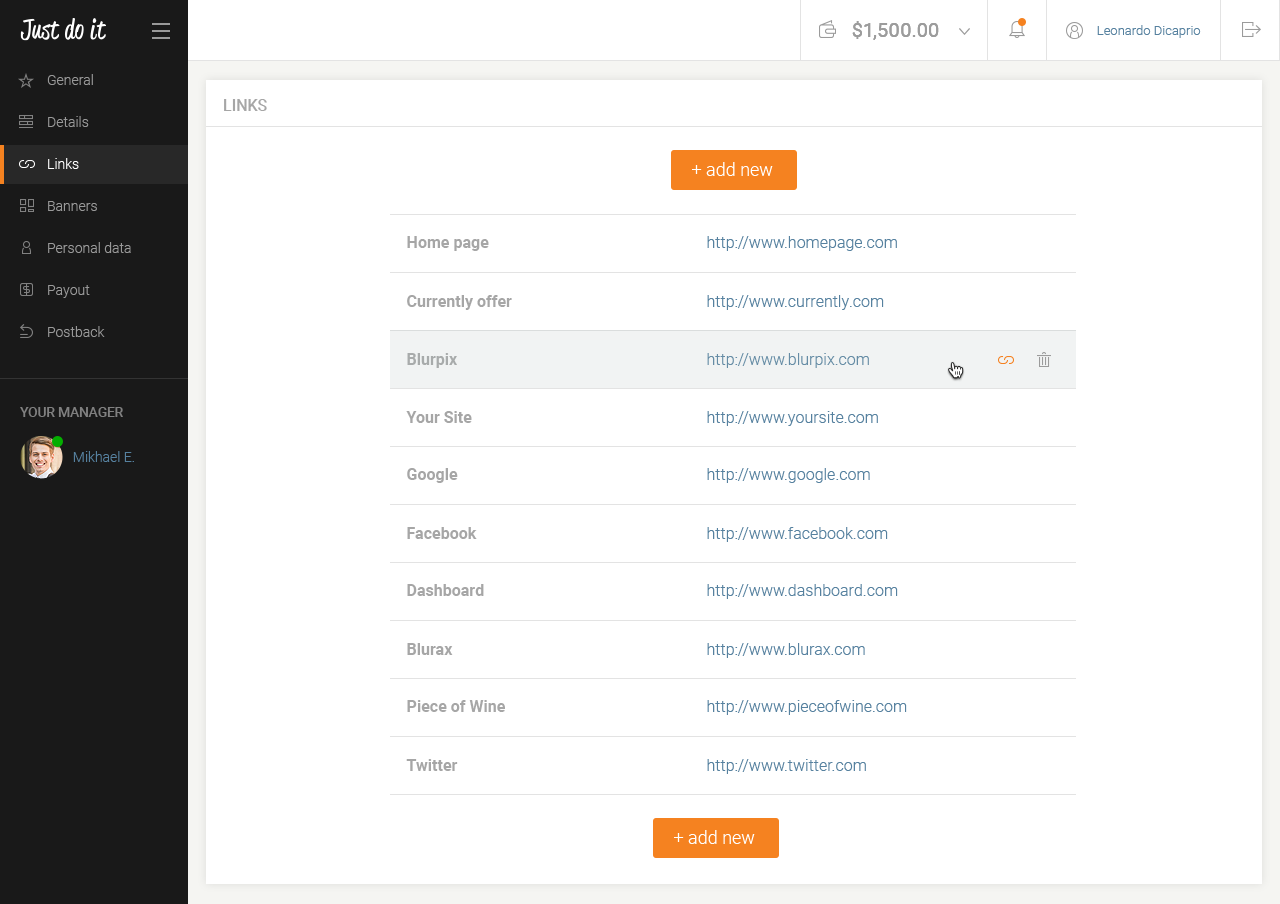 Just do it
General
Details
Links
Banners
Personal data
Payout
Postback
YOUR MANAGER
Mikhael E.
$1,500.00
Leonardo Dicaprio
LINKS
+ add new
Home page http://www.homepage.com
Currently offer http://www.currently.com
Blurpix http://www.blurpix.com
Your Site http://www.yoursite.com
Google http://www.google.com
Facebook http://www.facebook.com
Dashboard http://www.dashboard.com
Blurax http://www.blurax.com
Piece of Wine http://www.pieceofwine.com
Twitter http://www.twitter.com
+ add new